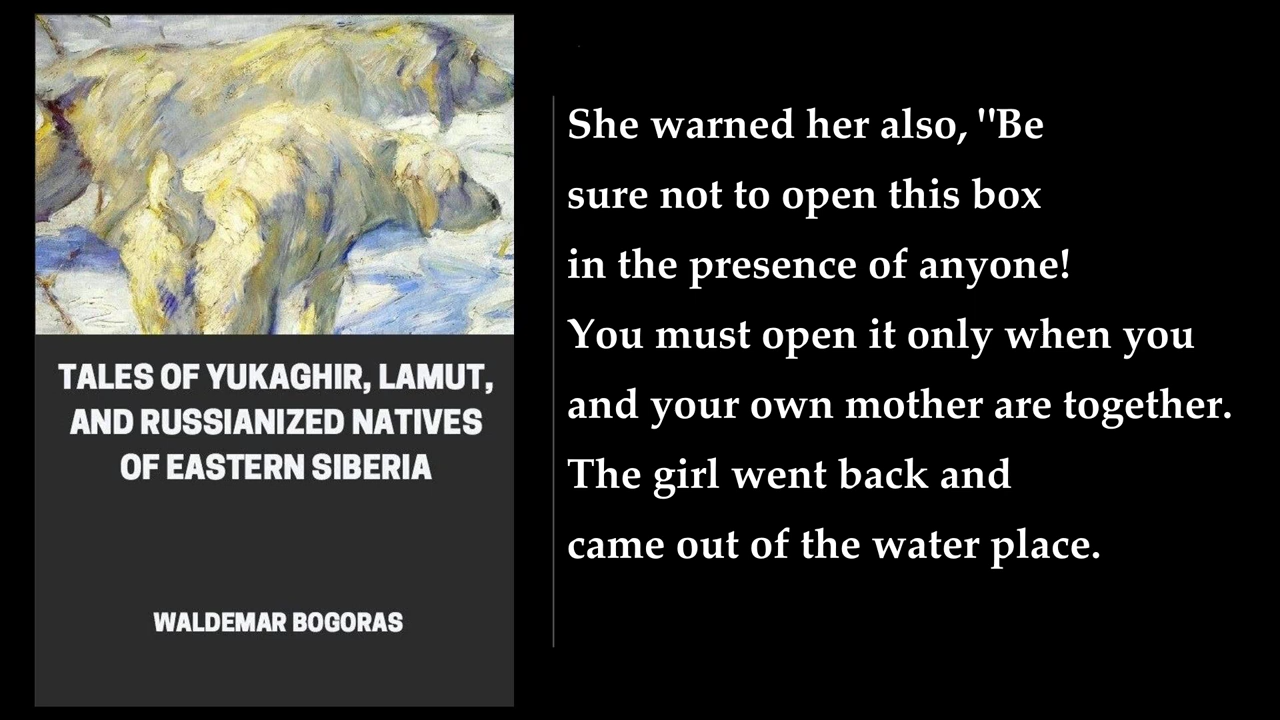 TALES OF YUKAGHIR, LAMUT,
AND RUSSIANIZED NATIVES
OF EASTERN SIBERIA
WALDEMAR BOGORAS
She warned her also, "Be
sure not to open this box
in the presence of anyone!
You must open it only when you
and your own mother are together.
The girl went back and
came out of the water place.